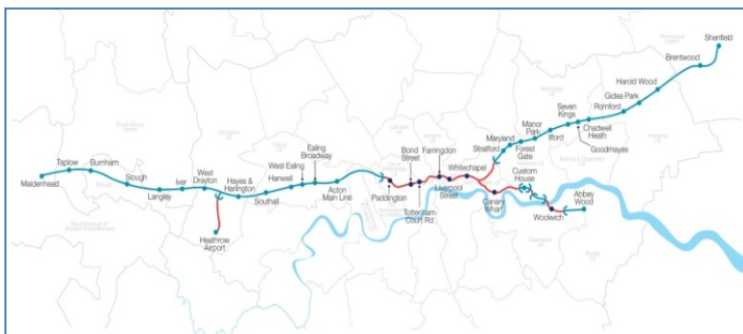 Shenfield
Brentwood
Harold Wood
Gidea Park
Romford
Chadwell
Heath
Goodmayes
Seven
Kings
Ilford
Manor
Park
Forest
Gate
Maryland
Stratford
Whitechapel
Liverpool
Street
Farringdon
Tottenham
Court Rd
Bond
Street
Paddington
Acton
Main Line
Ealing
Broadway
West Ealing
Hanwell
Southall
Hayes &
Harlington
West
Drayton
Iver
Langley
Slough
Burnham
Taplow
Maidenhead
Heathrow
Airport
Canary
Wharf
Custom
House
Woolwich
Abbey
Wood